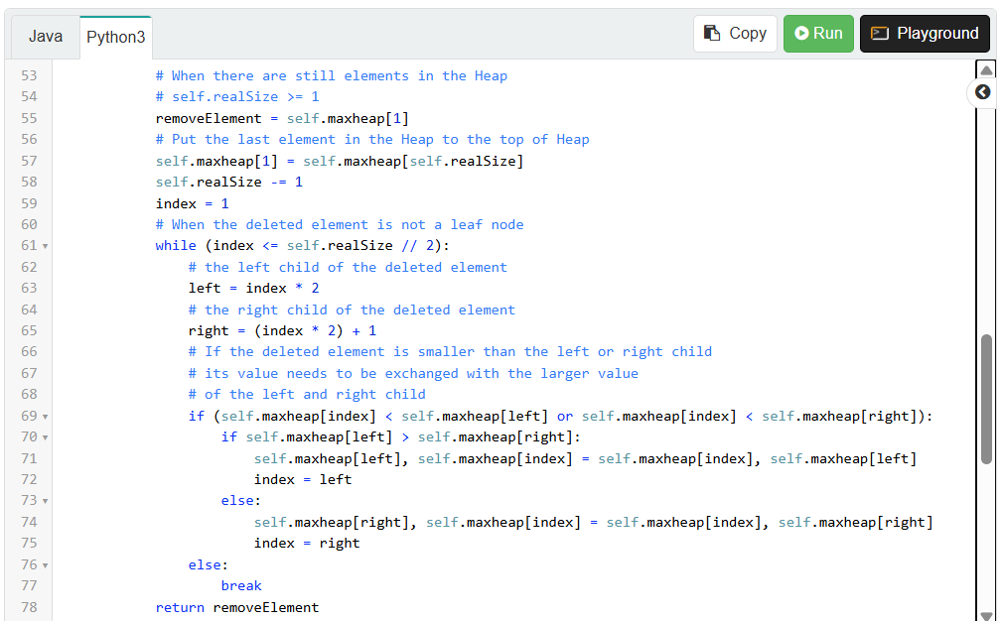 Java Python3 Copy Run Playground
53 # When there are still elements in the Heap
54 # self.realSize >= 1
55 removeElement = self.maxheap[1]
56 # Put the last element in the Heap to the top of Heap
57 self.maxheap[1] = self.maxheap[self.realSize]
58 self.realSize -= 1
59 index = 1
60 # When the deleted element is not a leaf node
61 while (index <= self.realSize // 2):
62 # the left child of the deleted element
63 left = index * 2
64 # the right child of the deleted element
65 right = (index * 2) + 1
66 # If the deleted element is smaller than the left or right child
67 # its value needs to be exchanged with the larger value
68 # of the left and right child
69 if (self.maxheap[index] < self.maxheap[left] or self.maxheap[index] < self.maxheap[right]):
70 if self.maxheap[left] > self.maxheap[right]:
71 self.maxheap[left], self.maxheap[index] = self.maxheap[index], self.maxheap[left]
72 index = left
73 else:
74 self.maxheap[right], self.maxheap[index] = self.maxheap[index], self.maxheap[right]
75 index = right
76 else:
77 break
78 return removeElement